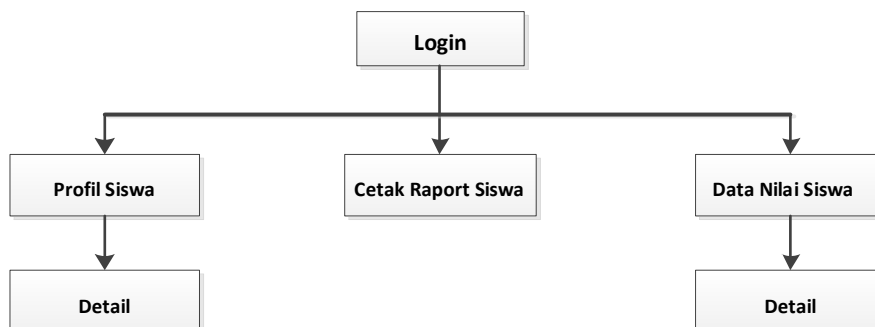 Login
Profil Siswa
Cetak Raport Siswa
Data Nilai Siswa
Detail
Detail